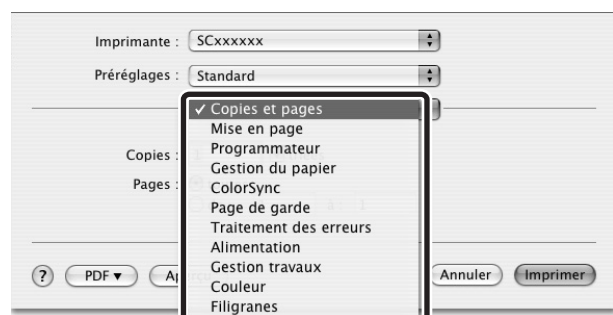 Imprimante : SCxxxxxx
Préréglages : Standard
✓ Copies et pages
Mise en page
Programmateur
Copies :
Gestion du papier
Pages :
ColorSync
Page de garde
Traitement des erreurs
Alimentation
Gestion travaux
? PDF ▼ Annuler Imprimer
Couleur
Filigranes